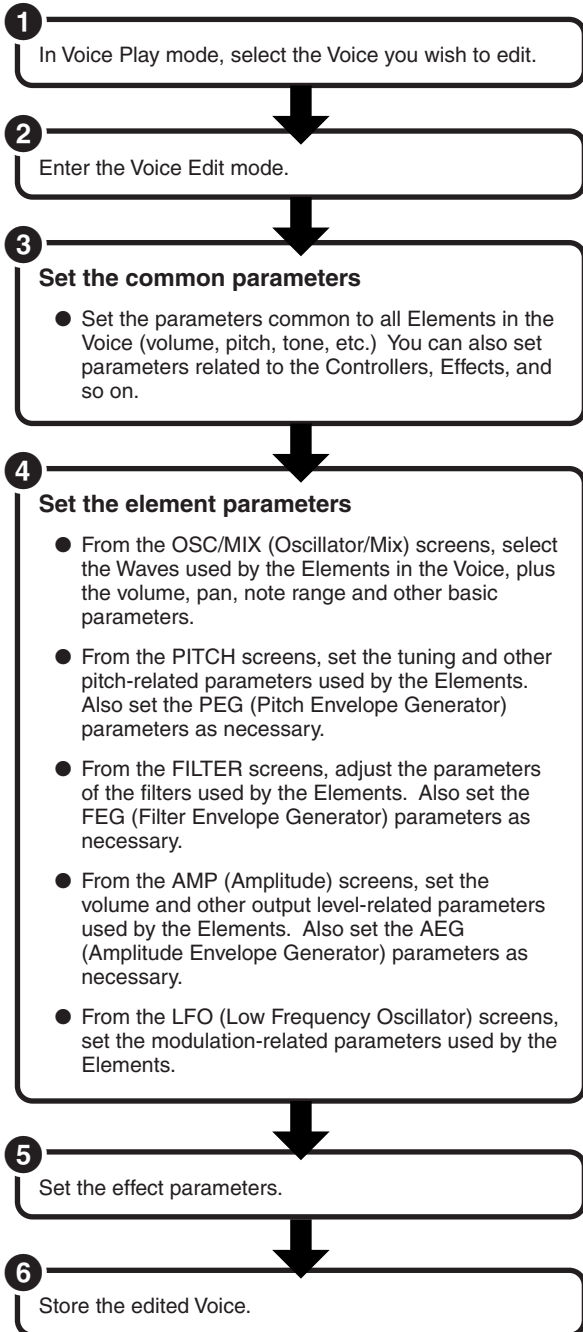 1
In Voice Play mode, select the Voice you wish to edit.
2
Enter the Voice Edit mode.
3
Set the common parameters
● Set the parameters common to all Elements in the
Voice (volume, pitch, tone, etc.) You can also set
parameters related to the Controllers, Effects, and
so on.
4
Set the element parameters
● From the OSC/MIX (Oscillator/Mix) screens, select
the Waves used by the Elements in the Voice, plus
the volume, pan, note range and other basic
parameters.
● From the PITCH screens, set the tuning and other
pitch-related parameters used by the Elements.
Also set the PEG (Pitch Envelope Generator)
parameters as necessary.
● From the FILTER screens, adjust the parameters
of the filters used by the Elements. Also set the
FEG (Filter Envelope Generator) parameters as
necessary.
● From the AMP (Amplitude) screens, set the
volume and other output level-related parameters
used by the Elements. Also set the AEG
(Amplitude Envelope Generator) parameters as
necessary.
● From the LFO (Low Frequency Oscillator) screens,
set the modulation-related parameters used by the
Elements.
5
Set the effect parameters.
6
Store the edited Voice.